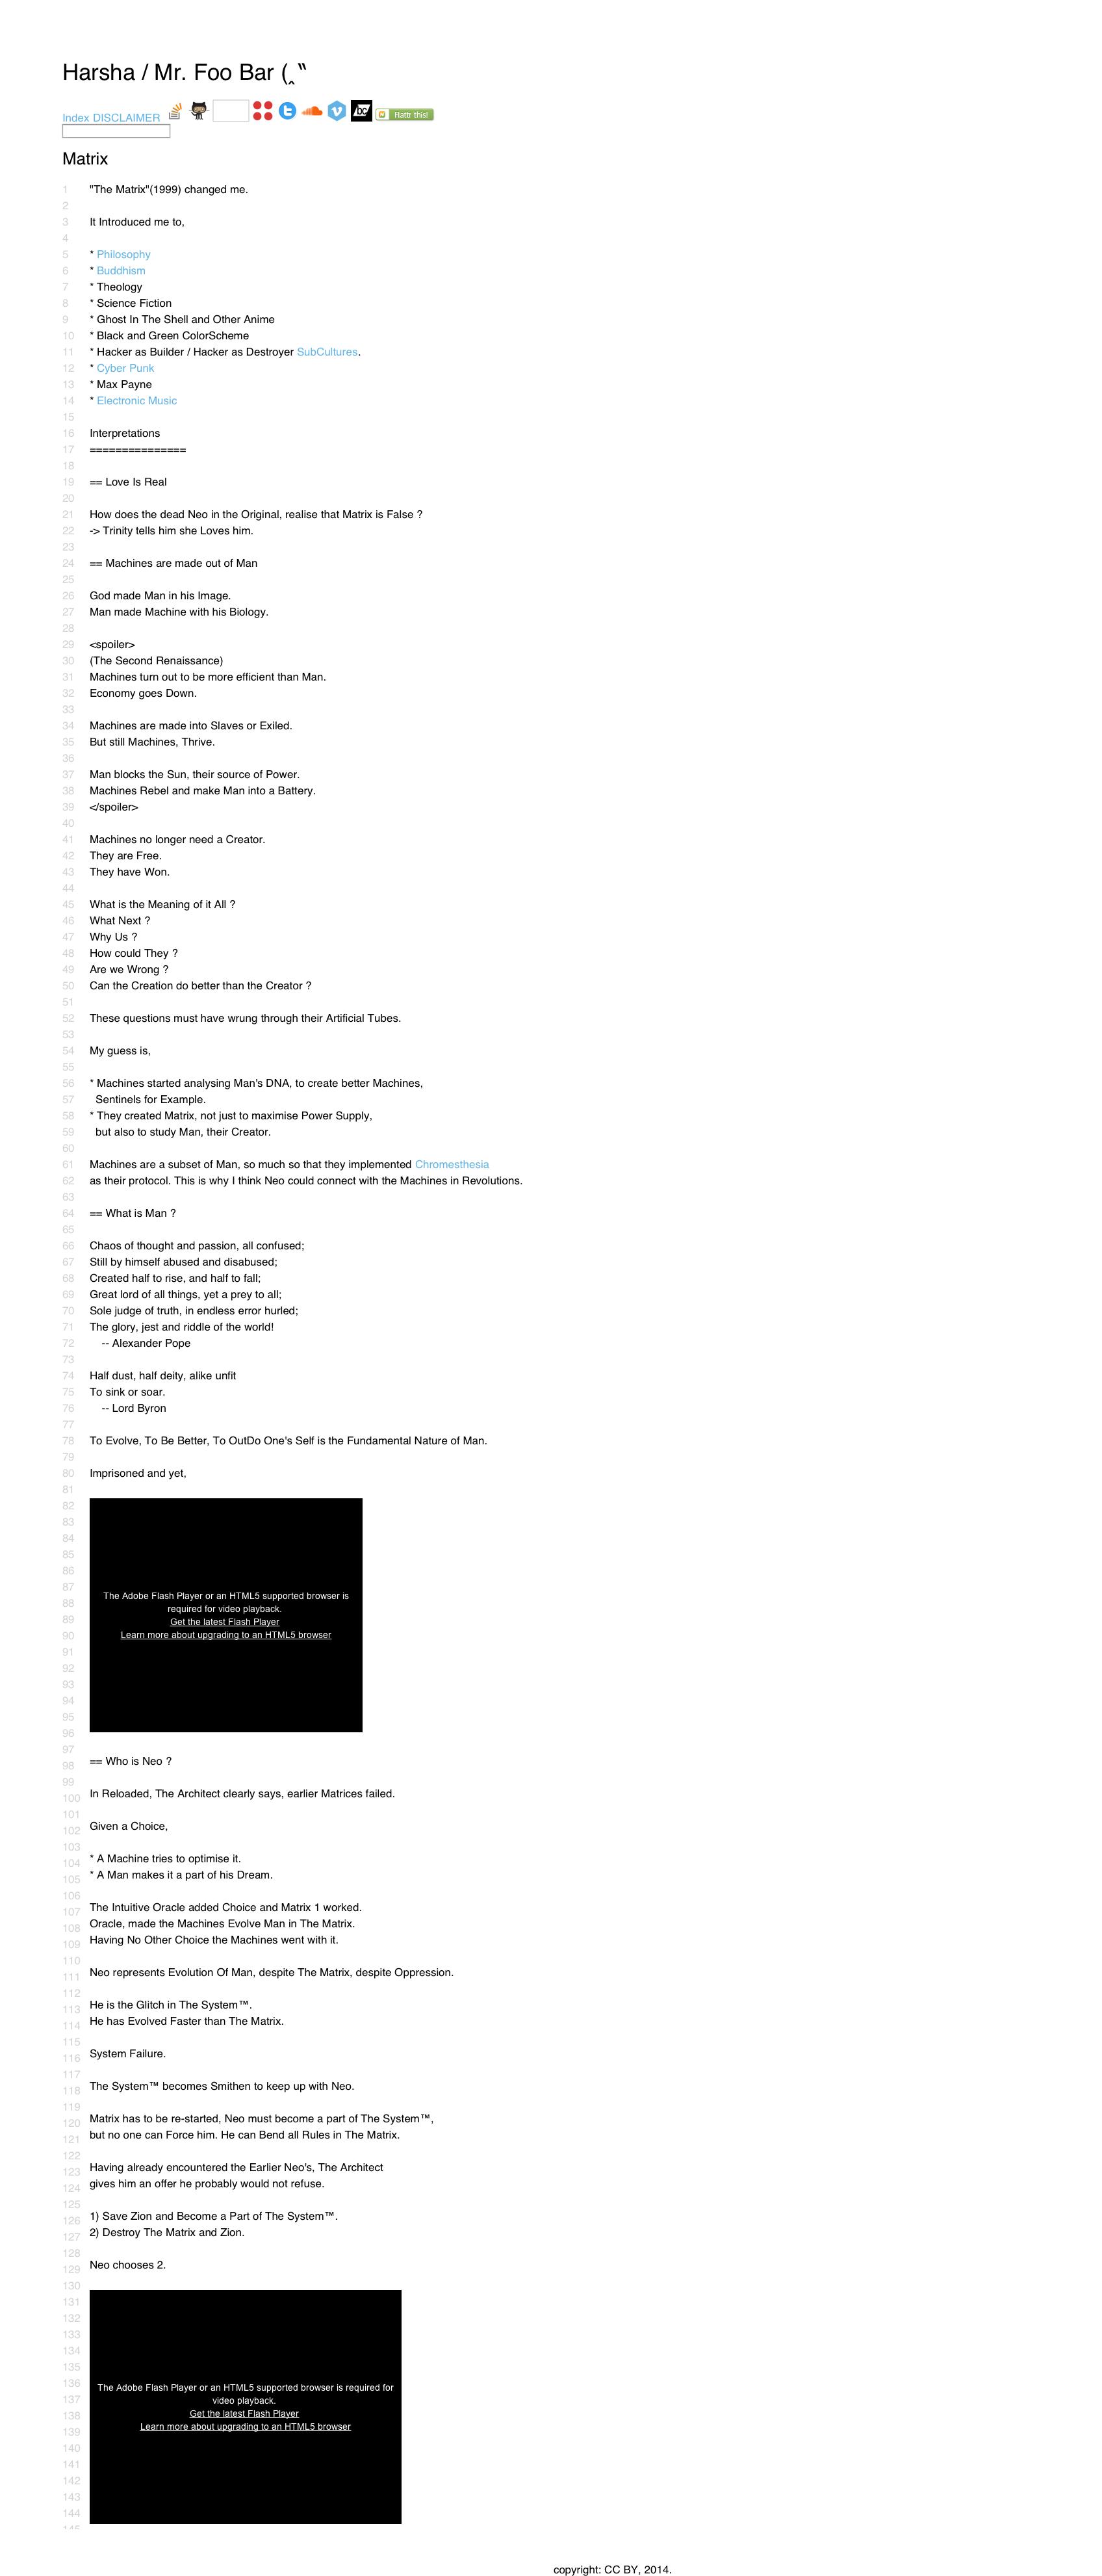 Harsha / Mr. Foo Bar (‸‶
Index DISCLAIMER Flattr this!
Matrix
1 "The Matrix"(1999) changed me.
2
3 It Introduced me to,
4
5 * Philosophy
6 * Buddhism
7 * Theology
8 * Science Fiction
9 * Ghost In The Shell and Other Anime
10 * Black and Green ColorScheme
11 * Hacker as Builder / Hacker as Destroyer SubCultures.
12 * Cyber Punk
13 * Max Payne
14 * Electronic Music
15
16 Interpretations
17 ===============
18
19 == Love Is Real
20
21 How does the dead Neo in the Original, realise that Matrix is False ?
22 -> Trinity tells him she Loves him.
23
24 == Machines are made out of Man
25
26 God made Man in his Image.
27 Man made Machine with his Biology.
28
29 <spoiler>
30 (The Second Renaissance)
31 Machines turn out to be more efficient than Man.
32 Economy goes Down.
33
34 Machines are made into Slaves or Exiled.
35 But still Machines, Thrive.
36
37 Man blocks the Sun, their source of Power.
38 Machines Rebel and make Man into a Battery.
39 </spoiler>
40
41 Machines no longer need a Creator.
42 They are Free.
43 They have Won.
44
45 What is the Meaning of it All ?
46 What Next ?
47 Why Us ?
48 How could They ?
49 Are we Wrong ?
50 Can the Creation do better than the Creator ?
51
52 These questions must have wrung through their Artificial Tubes.
53
54 My guess is,
55
56 * Machines started analysing Man's DNA, to create better Machines,
57 Sentinels for Example.
58 * They created Matrix, not just to maximise Power Supply,
59 but also to study Man, their Creator.
60
61 Machines are a subset of Man, so much so that they implemented Chromesthesia
62 as their protocol. This is why I think Neo could connect with the Machines in Revolutions.
63
64 == What is Man ?
65
66 Chaos of thought and passion, all confused;
67 Still by himself abused and disabused;
68 Created half to rise, and half to fall;
69 Great lord of all things, yet a prey to all;
70 Sole judge of truth, in endless error hurled;
71 The glory, jest and riddle of the world!
72 -- Alexander Pope
73
74 Half dust, half deity, alike unfit
75 To sink or soar.
76 -- Lord Byron
77
78 To Evolve, To Be Better, To OutDo One's Self is the Fundamental Nature of Man.
79
80 Imprisoned and yet,
81
82
83
84
85
86
87 The Adobe Flash Player or an HTML5 supported browser is
88 required for video playback.
89 Get the latest Flash Player
90 Learn more about upgrading to an HTML5 browser
91
92
93
94
95
96
97
98 == Who is Neo ?
99
100 In Reloaded, The Architect clearly says, earlier Matrices failed.
101
102 Given a Choice,
103
104 * A Machine tries to optimise it.
105 * A Man makes it a part of his Dream.
106
107 The Intuitive Oracle added Choice and Matrix 1 worked.
108 Oracle, made the Machines Evolve Man in The Matrix.
109 Having No Other Choice the Machines went with it.
110
111 Neo represents Evolution Of Man, despite The Matrix, despite Oppression.
112
113 He is the Glitch in The System™.
114 He has Evolved Faster than The Matrix.
115
116 System Failure.
117
118 The System™ becomes Smithen to keep up with Neo.
119
120 Matrix has to be re-started, Neo must become a part of The System™,
121 but no one can Force him. He can Bend all Rules in The Matrix.
122
123 Having already encountered the Earlier Neo's, The Architect
124 gives him an offer he probably would not refuse.
125
126 1) Save Zion and Become a Part of The System™.
127 2) Destroy The Matrix and Zion.
128
129 Neo chooses 2.
130
131
132
133
134
135
136 The Adobe Flash Player or an HTML5 supported browser is required for
137 video playback.
138 Get the latest Flash Player
139 Learn more about upgrading to an HTML5 browser
140
141
142
143
144
copyright: CC BY, 2014.